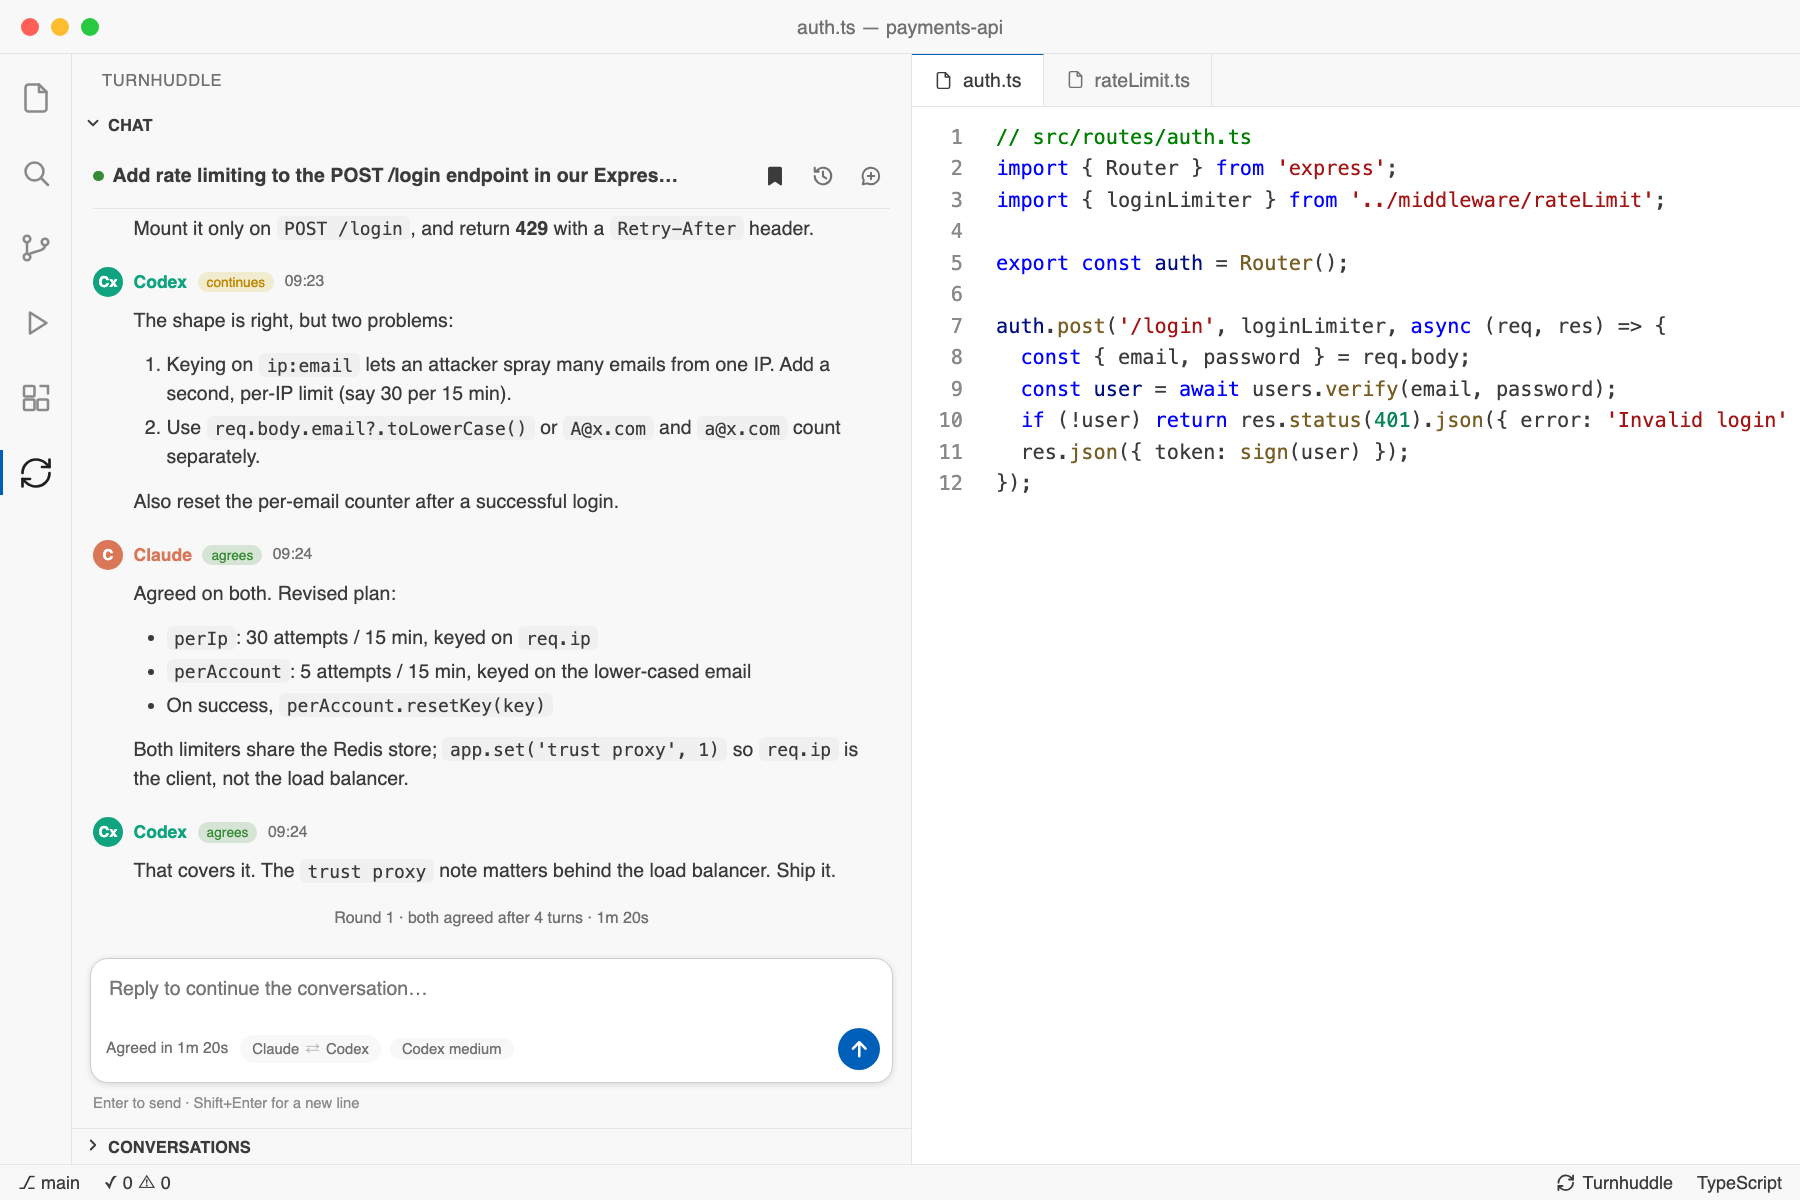 auth.ts — payments-api
TURNHUDDLE
CHAT
Add rate limiting to the POST /login endpoint in our Expres…
Mount it only on POST /login , and return 429 with a Retry-After header.
Cx Codex continues 09:23
The shape is right, but two problems:
1. Keying on ip:email lets an attacker spray many emails from one IP. Add a
second, per-IP limit (say 30 per 15 min).
2. Use req.body.email?.toLowerCase() or A@x.com and a@x.com count
separately.
Also reset the per-email counter after a successful login.
C Claude agrees 09:24
Agreed on both. Revised plan:
• perIp : 30 attempts / 15 min, keyed on req.ip
• perAccount : 5 attempts / 15 min, keyed on the lower-cased email
• On success, perAccount.resetKey(key)
Both limiters share the Redis store; app.set('trust proxy', 1) so req.ip is
the client, not the load balancer.
Cx Codex agrees 09:24
That covers it. The trust proxy note matters behind the load balancer. Ship it.
Round 1 · both agreed after 4 turns · 1m 20s
Reply to continue the conversation…
Agreed in 1m 20s Claude ⇄ Codex Codex medium
Enter to send · Shift+Enter for a new line
CONVERSATIONS
auth.ts rateLimit.ts
1 // src/routes/auth.ts
2 import { Router } from 'express';
3 import { loginLimiter } from '../middleware/rateLimit';
4
5 export const auth = Router();
6
7 auth.post('/login', loginLimiter, async (req, res) => {
8 const { email, password } = req.body;
9 const user = await users.verify(email, password);
10 if (!user) return res.status(401).json({ error: 'Invalid login'
11 res.json({ token: sign(user) });
12 });
main ✓ 0 ⚠ 0
Turnhuddle TypeScript